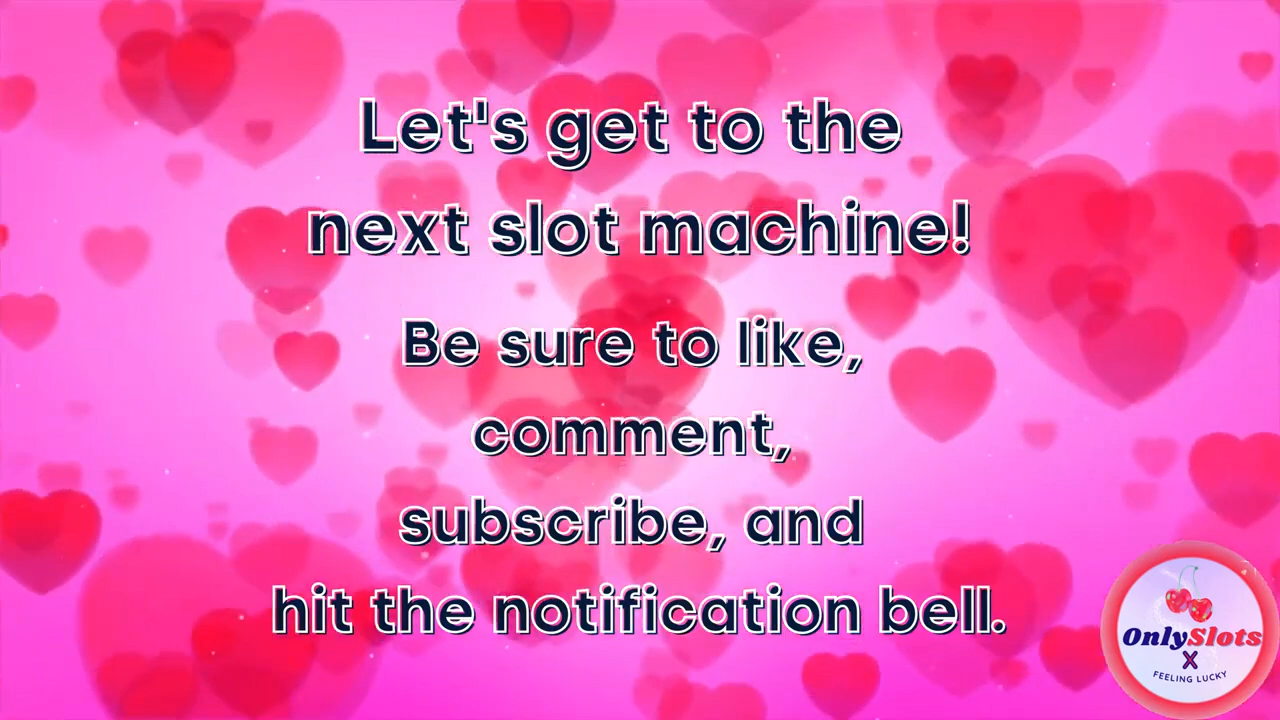 Let's get to the
next slot machine!
Be sure to like,
comment,
subscribe, and
hit the notification bell.
OnlySlots
X
FEELING LUCKY